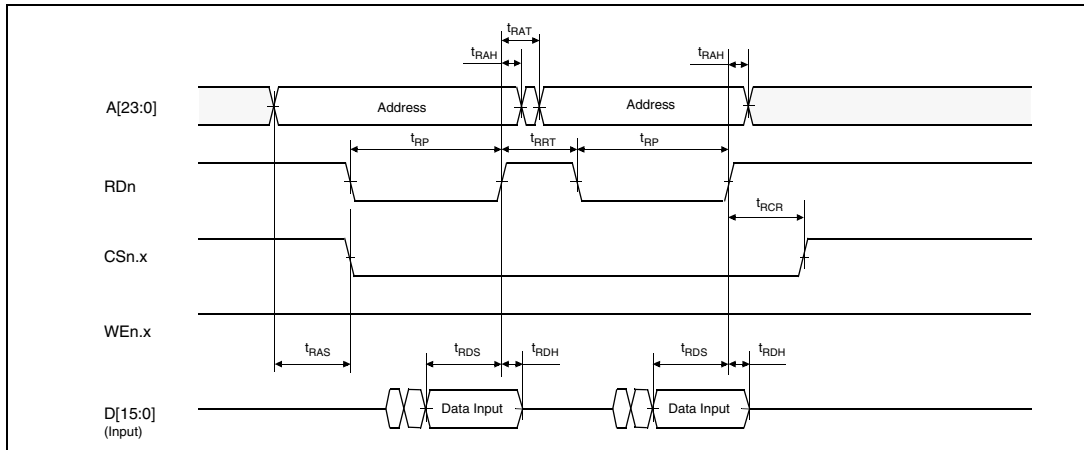 tRAT
tRAH tRAH
A[23:0] Address Address
tRP tRRT tRP
RDn
tRCR
CSn.x
WEn.x
tRAS tRDS tRDH tRDS tRDH
D[15:0] Data Input Data Input
(Input)